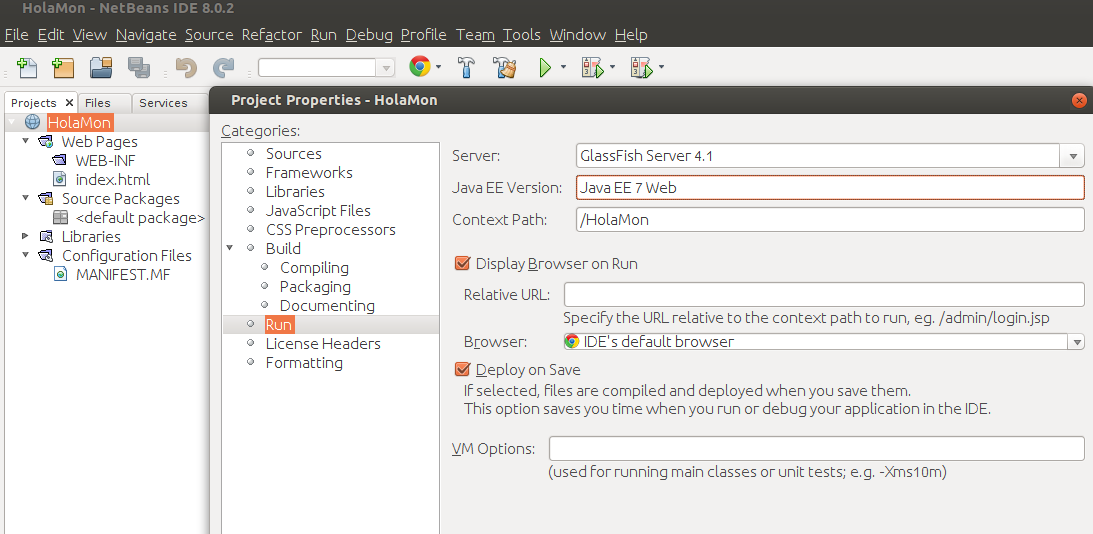 HolaMon - NetBeans IDE 8.0.2
File Edit View Navigate Source Refactor Run Debug Profile Team Tools Window Help
Projects × Files Services
Project Properties - HolaMon
HolaMon
Web Pages
WEB-INF
index.html
Source Packages
<default package>
Libraries
Configuration Files
MANIFEST.MF
Categories:
Sources
Frameworks
Libraries
JavaScript Files
CSS Preprocessors
Build
Compiling
Packaging
Documenting
Run
License Headers
Formatting
Server: GlassFish Server 4.1
Java EE Version: Java EE 7 Web
Context Path: /HolaMon
Display Browser on Run
Relative URL:
Specify the URL relative to the context path to run, eg. /admin/login.jsp
Browser: IDE's default browser
Deploy on Save
If selected, files are compiled and deployed when you save them.
This option saves you time when you run or debug your application in the IDE.
VM Options:
(used for running main classes or unit tests; e.g. -Xms10m)